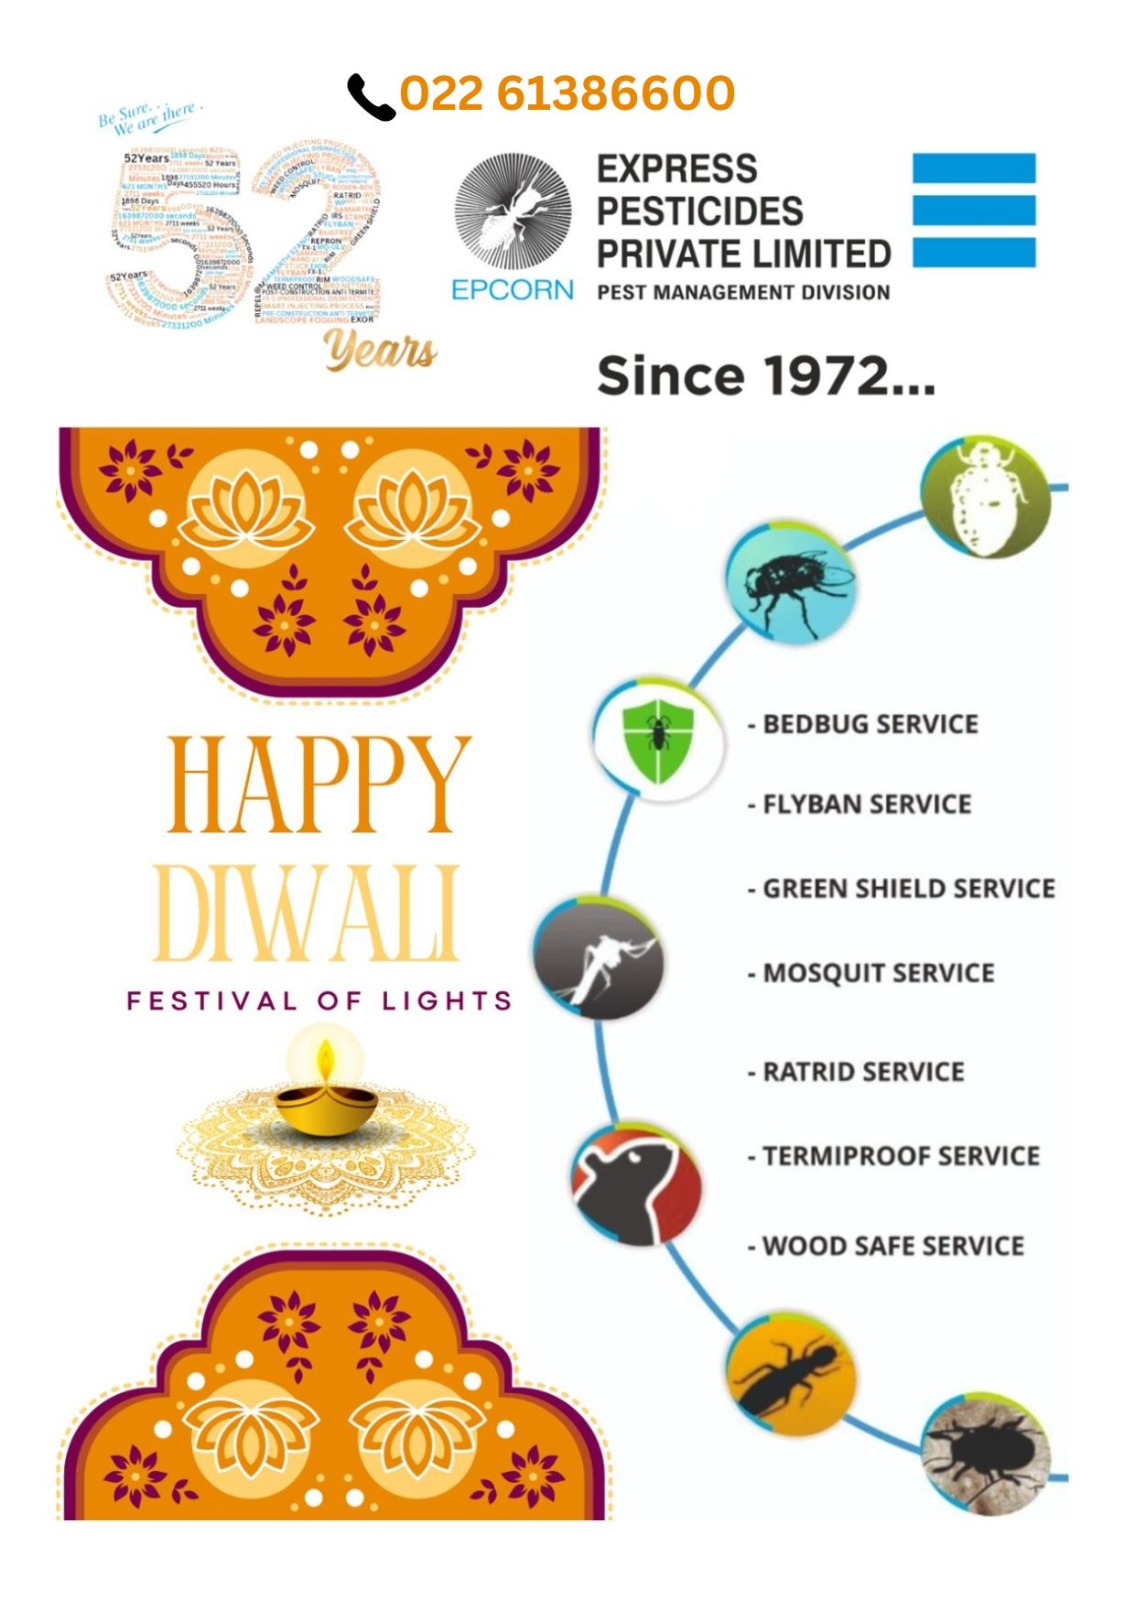 022 61386600
Be Sure. . .
We are there .
52
Years
EPCORN
EXPRESS
PESTICIDES
PRIVATE LIMITED
PEST MANAGEMENT DIVISION
Since 1972...
HAPPY
DIWALI
FESTIVAL OF LIGHTS
- BEDBUG SERVICE
- FLYBAN SERVICE
- GREEN SHIELD SERVICE
- MOSQUIT SERVICE
- RATRID SERVICE
- TERMIPROOF SERVICE
- WOOD SAFE SERVICE